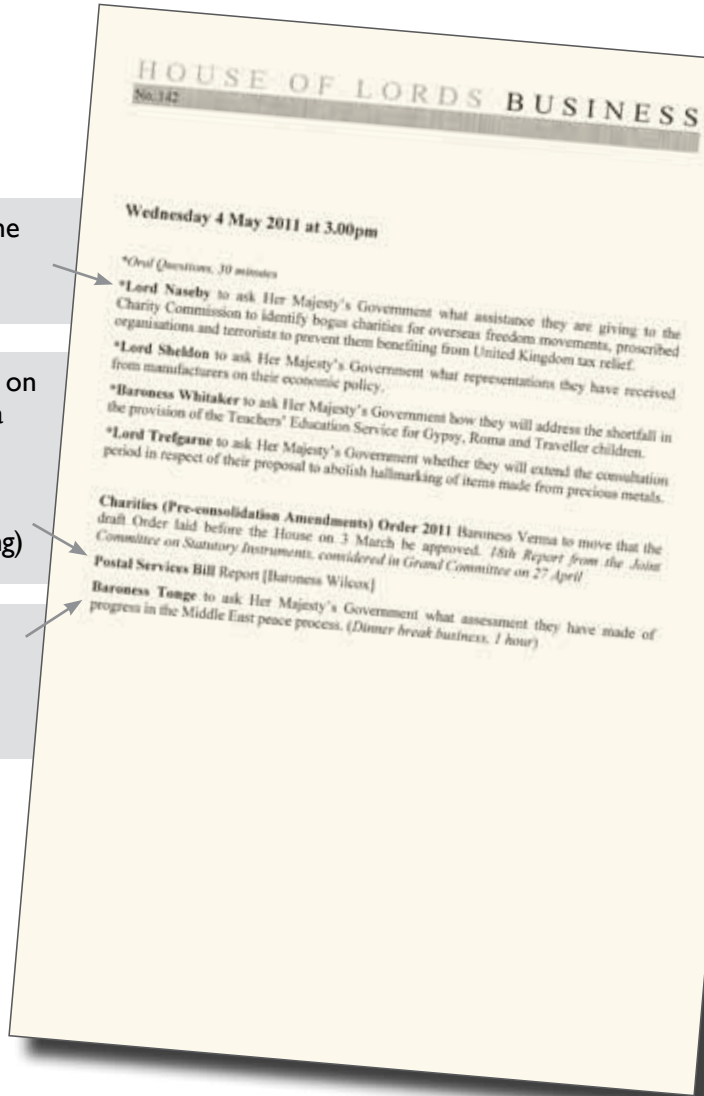 HOUSE OF LORDS BUSINESS
No. 142
Wednesday 4 May 2011 at 3.00pm
*Oral Questions, 30 minutes
*Lord Naseby to ask Her Majesty's Government what assistance they are giving to the
Charity Commission to identify bogus charities for overseas freedom movements, proscribed
organisations and terrorists to prevent them benefiting from United Kingdom tax relief.
*Lord Sheldon to ask Her Majesty's Government what representations they have received
from manufacturers on their economic policy.
*Baroness Whitaker to ask Her Majesty's Government how they will address the shortfall in
the provision of the Teachers' Education Service for Gypsy, Roma and Traveller children.
*Lord Trefgarne to ask Her Majesty's Government whether they will extend the consultation
period in respect of their proposal to abolish hallmarking of items made from precious metals.
Charities (Pre-consolidation Amendments) Order 2011 Baroness Verma to move that the
draft Order laid before the House on 3 March be approved. 18th Report from the Joint
Committee on Statutory Instruments, considered in Grand Committee on 27 April
Postal Services Bill Report [Baroness Wilcox]
Baroness Tonge to ask Her Majesty's Government what assessment they have made of
progress in the Middle East peace process. (Dinner break business, 1 hour)
on
a